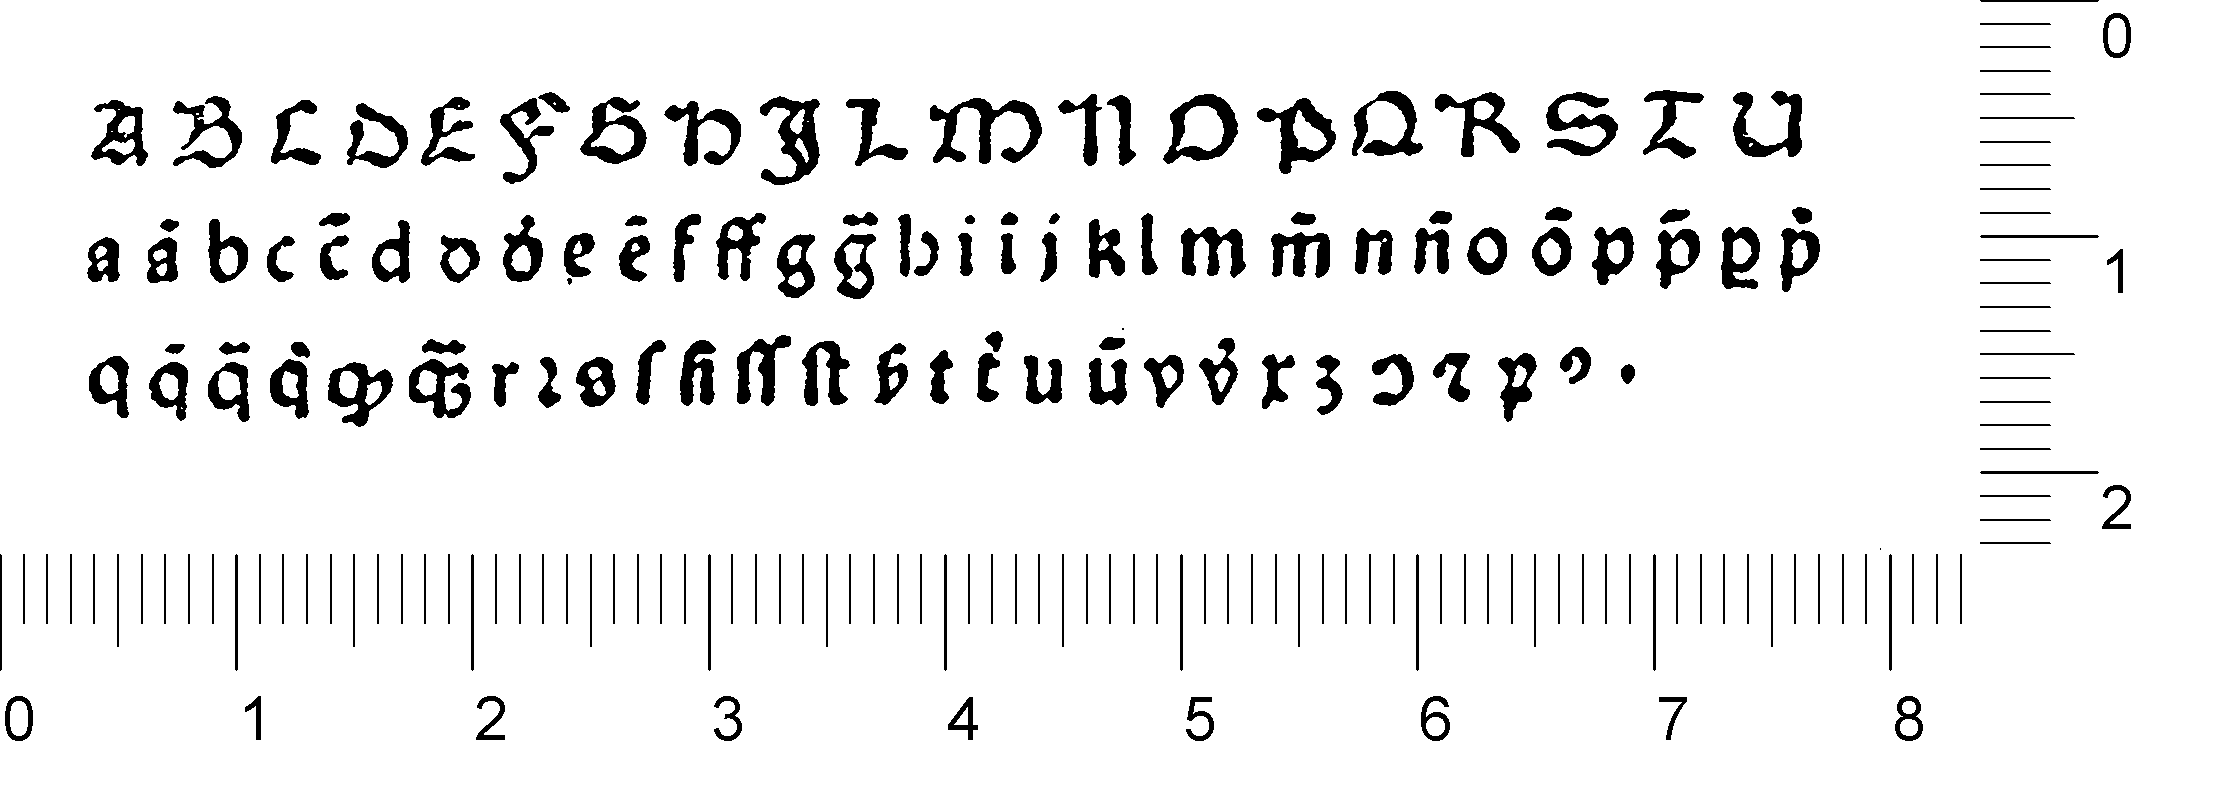 A B C D E F G H J L M N O P Q R S T U
a ā b c c̄ d ꝺ ꝺ̇ e ē f ff g g̃ h i ī j k l m m̄ n n̄ o ō p p̄ ꝑ p̍
q q̄ q̃ q̍ ꝙ q̃ꝫ r ꝛ s ſ ſi ſſ ſt t t̍ u ū v v̍ x ʒ ɔ ꝛ ꝰ .
0
1
2
0 1 2 3 4 5 6 7 8